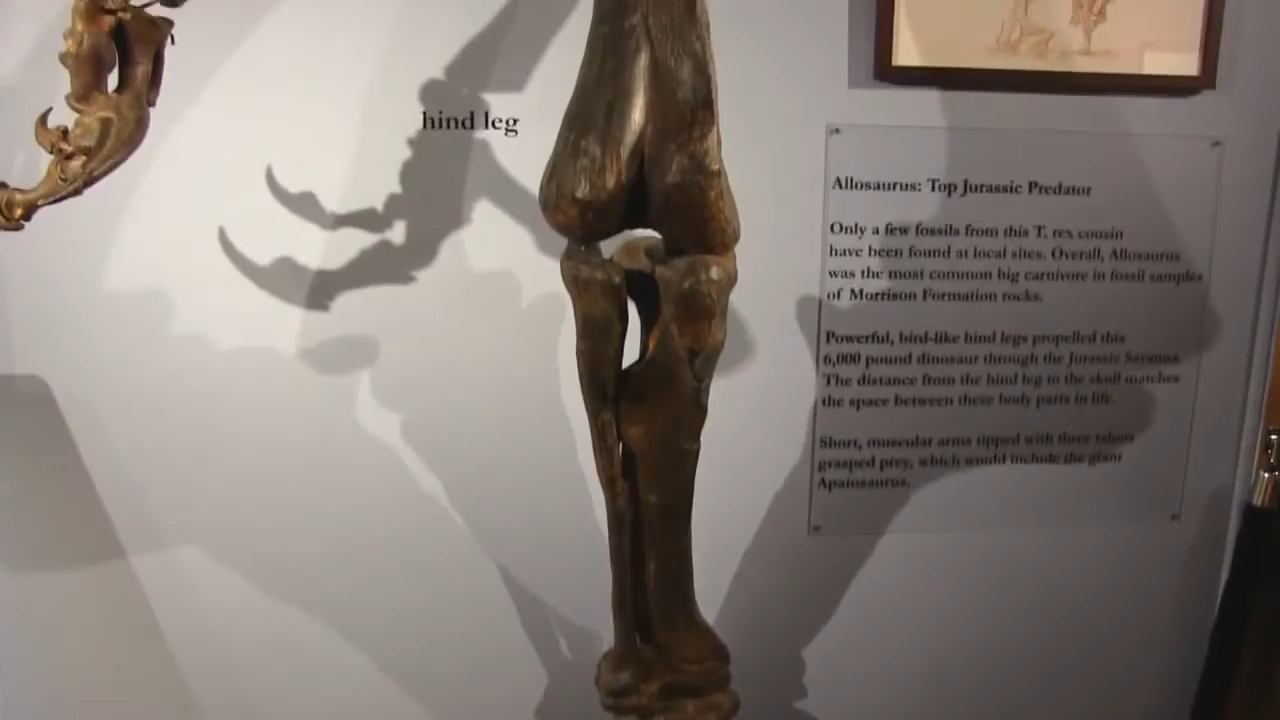 hind leg
Allosaurus: Top Jurassic Predator
Only a few fossils from this T. rex cousin
have been found at local sites. Overall, Allosaurus
was the most common big carnivore in fossil samples
of Morrison Formation rocks.
Powerful, bird-like hind legs propelled this
6,000 pound dinosaur through the Jurassic Savanna.
The distance from the hind leg to the skull matches
the space between these body parts in life.
Short, muscular arms tipped with three talons
grasped prey, which would include the giant
Apatosaurus.